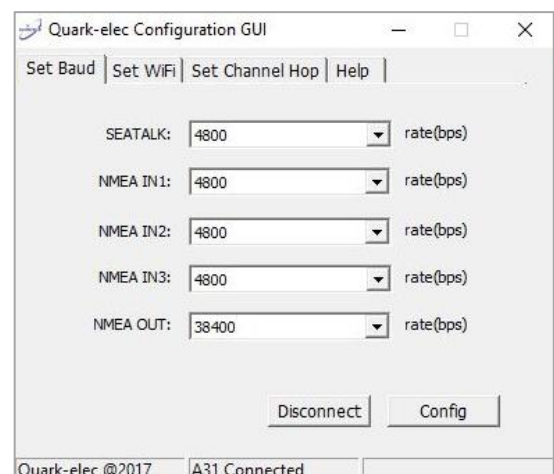 Quark-elec Configuration GUI
Set Baud Set WiFi Set Channel Hop Help
SEATALK: 4800 rate(bps)
NMEA IN1: 4800 rate(bps)
NMEA IN2: 4800 rate(bps)
NMEA IN3: 4800 rate(bps)
NMEA OUT: 38400 rate(bps)
Disconnect Config
Quark-elec @2017 A31 Connected